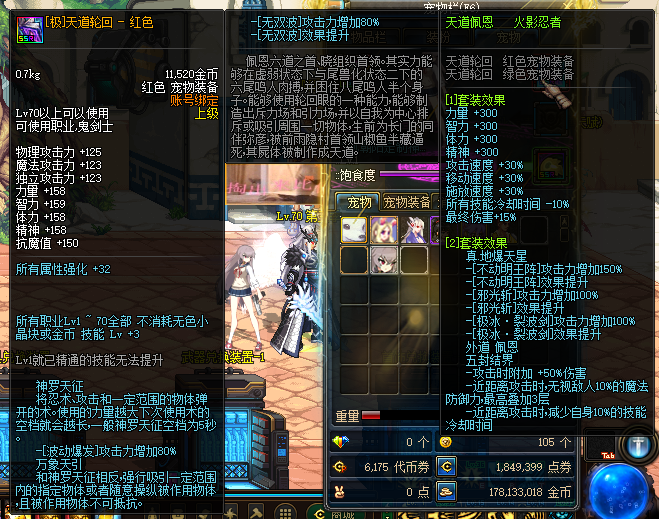 [极]天道轮回 - 红色
0.7kg
11,520金币
红色 宠物装备
账号绑定
上级
Lv70以上可以使用
可使用职业,鬼剑士
物理攻击力 +125
魔法攻击力 +123
独立攻击力 +123
力量 +158
智力 +159
体力 +158
精神 +158
抗魔值 +150
所有属性强化 +32
所有职业Lv1 ~ 70全部 不消耗无色小
晶块或金币 技能 Lv +3
Lv1就已精通的技能无法提升
神罗天征
将忍术、攻击和一定范围的物体弹
开的术。使用的力量越大下次使用术的
空档就会越长,一般神罗天征空档为5秒
。
-[波动爆发]攻击力增加80%
万象天引
和神罗天征相反,强行吸引一定范围
内的指定物体或者随意操纵被作用物体
,且被作用物体不可抵抗。
-[无双波]攻击力增加80%
-[无双波]效果提升
佩恩六道之首。晓组织首领。其实力能
够在虚弱状态下与尾兽化状态二下的
六尾鸣人肉搏,并困住八尾鸣人半个身
子。能够使用轮回眼的一种能力,能够制
造出斥力场和引力场,并以自我为中心排
斥或吸引周围一切物体。生前为长门的同
伴弥彦,被前雨隐村首领山椒鱼半藏逼
死,其尸体被制作成天道。
饱食度
宠物
宠物装备
Lv.70
重量
0 个
105 个
6,175 代币券
1,849,399 点券
0 点
178,133,018 金币
天道佩恩 火影忍者
天道轮回 红色宠物装备
天道轮回 绿色宠物装备
[1]套装效果
力量 +300
智力 +300
体力 +300
精神 +300
攻击速度 +30%
移动速度 +30%
施放速度 +30%
所有技能冷却时间 -10%
最终伤害+15%
[2]套装效果
真.地爆天星
-[不动明王阵]攻击力增加150%
-[不动明王阵]效果提升
-[邪光斩]攻击力增加100%
-[邪光斩]效果提升
-[极冰·裂波剑]攻击力增加100%
-[极冰·裂波剑]效果提升
外道 佩恩
五封结界
-攻击时附加 +50%伤害
-近距离攻击时,无视敌人10%的魔法
防御力,最高叠加3层
-近距离攻击时,减少自身10%的技能
冷却时间
Tab